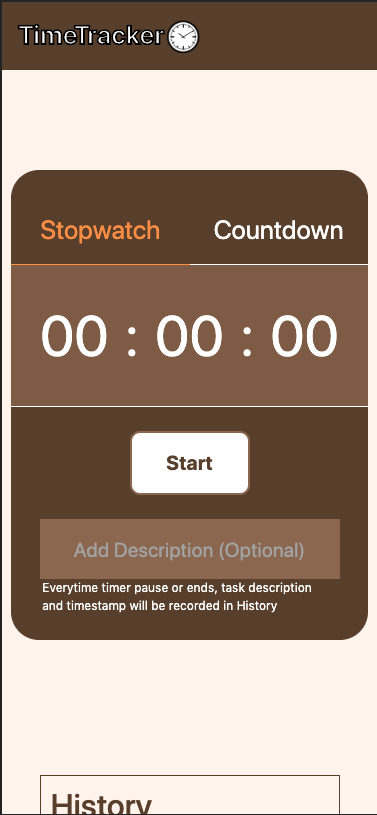 TimeTracker
Stopwatch
Countdown
00 : 00 : 00
Start
Add Description (Optional)
Everytime timer pause or ends, task description
and timestamp will be recorded in History
History